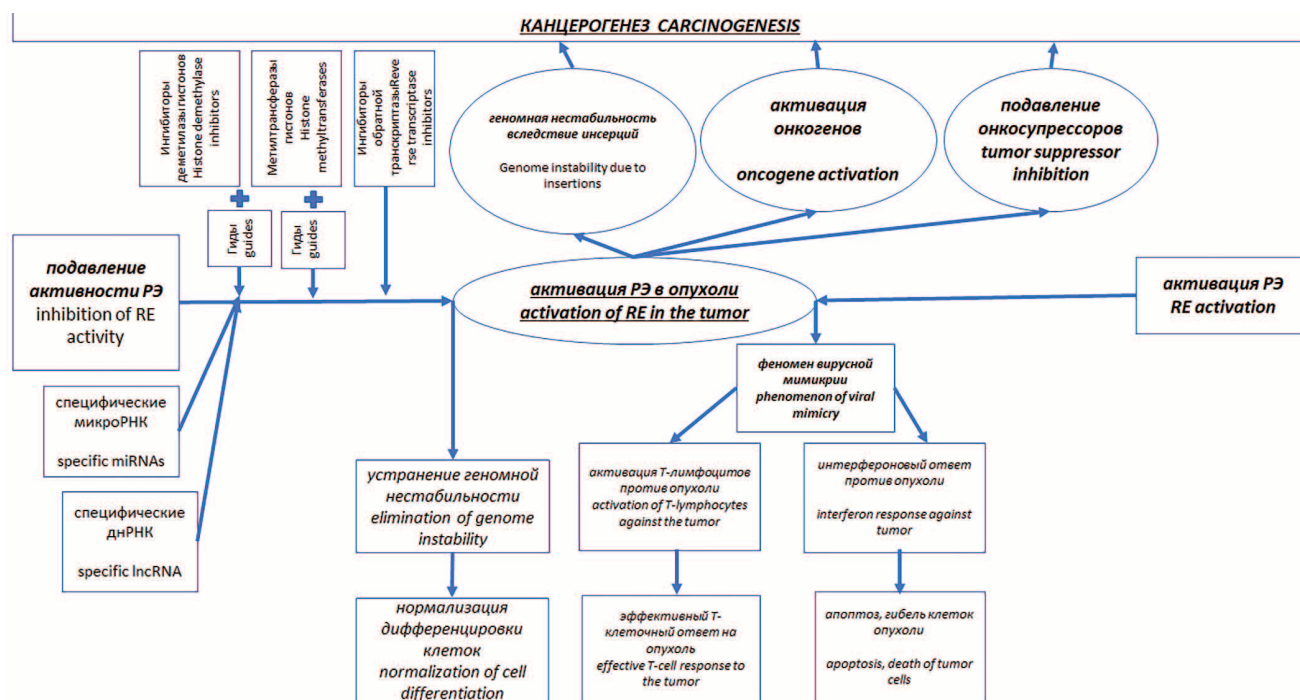 КАНЦЕРОГЕНЕЗ CARCINOGENESIS
Ингибиторы
деметилазы гистонов
Histone demethylase
inhibitors
Метилтрансферазы
гистонов
Histone
methyltransferases
Ингибиторы
обратной
транскриптазыReve
rse transcriptase
inhibitors
геномная нестабильность
вследствие инсерций
Genome instability due to
insertions
активация
онкогенов
oncogene activation
подавление
онкосупрессоров
tumor suppressor
inhibition
Гиды
guides
Гиды
guides
подавление
активности РЭ
inhibition of RE
activity
активация РЭ в опухоли
activation of RE in the tumor
активация РЭ
RE activation
феномен вирусной
мимикрии
phenomenon of viral
mimicry
специфические
микроРНК
specific miRNAs
специфические
днРНК
specific lncRNA
устранение геномной
нестабильности
elimination of genome
instability
активация Т-лимфоцитов
против опухоли
activation of T-lymphocytes
against the tumor
интерфероновый ответ
против опухоли
interferon response against
tumor
нормализация
дифференцировки
клеток
normalization of cell
differentiation
эффективный Т-
клеточный ответ на
опухоль
effective T-cell response to
the tumor
апоптоз, гибель клеток
опухоли
apoptosis, death of tumor
cells